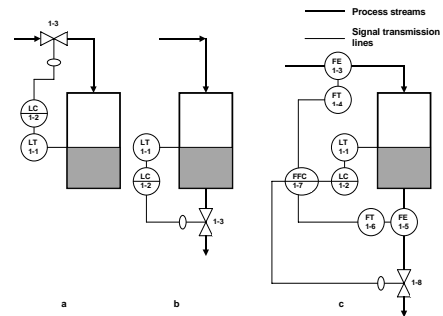 1-3
LC
1-2
LT
1-1
a
LT
1-1
LC
1-2
1-3
b
Process streams
Signal transmission
lines
FE
1-3
FT
1-4
LT
1-1
FFC
1-7
LC
1-2
FT
1-6
FE
1-5
1-8
c